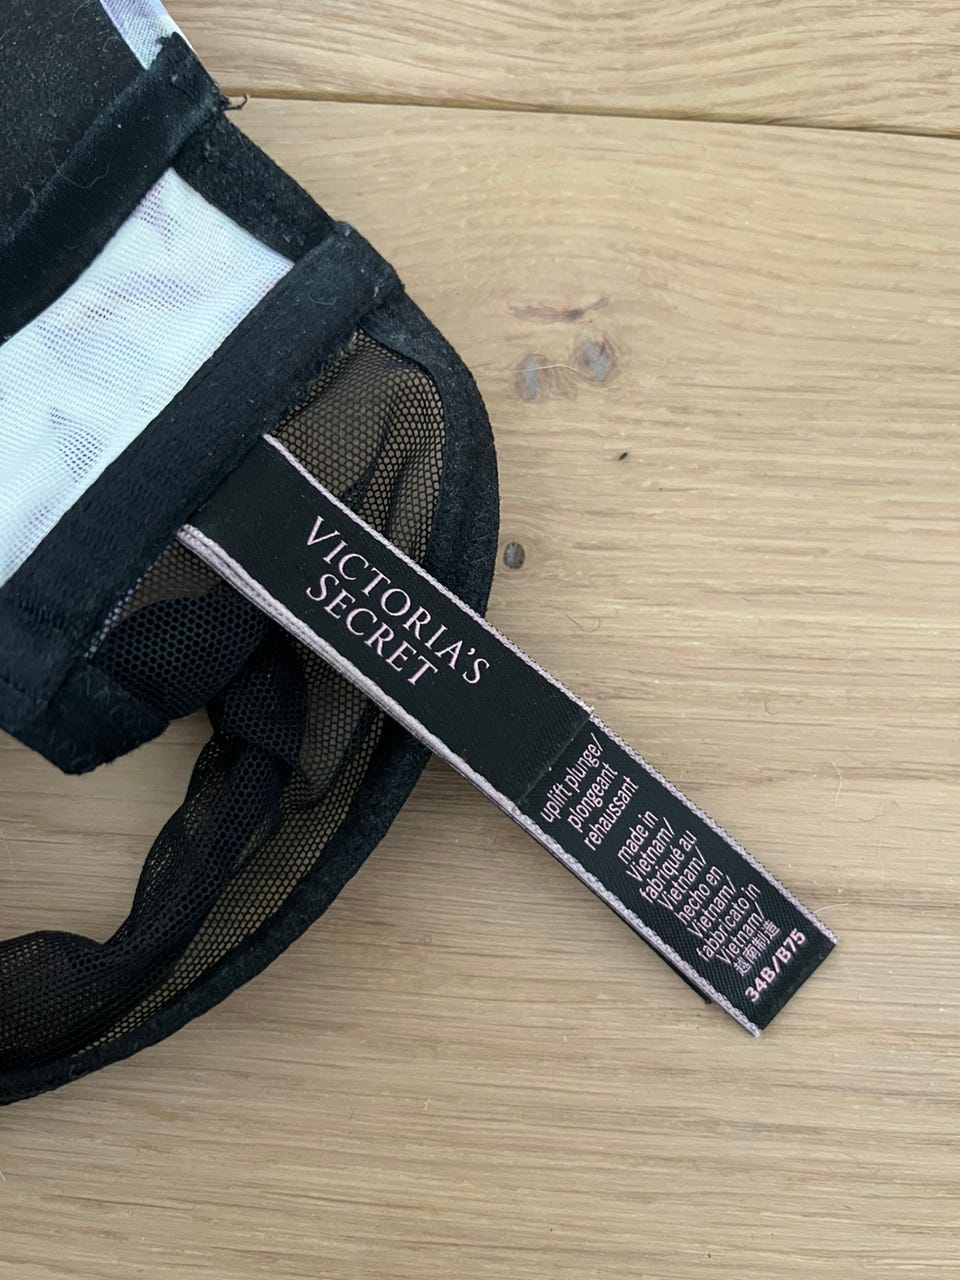 VICTORIA'S
SECRET
uplift plunge/
plongeant
rehaussant
made in
Vietnam/
fabriqué au
Vietnam/
hecho en
Vietnam/
fabbricato in
Vietnam/
越南制造
34B/B75